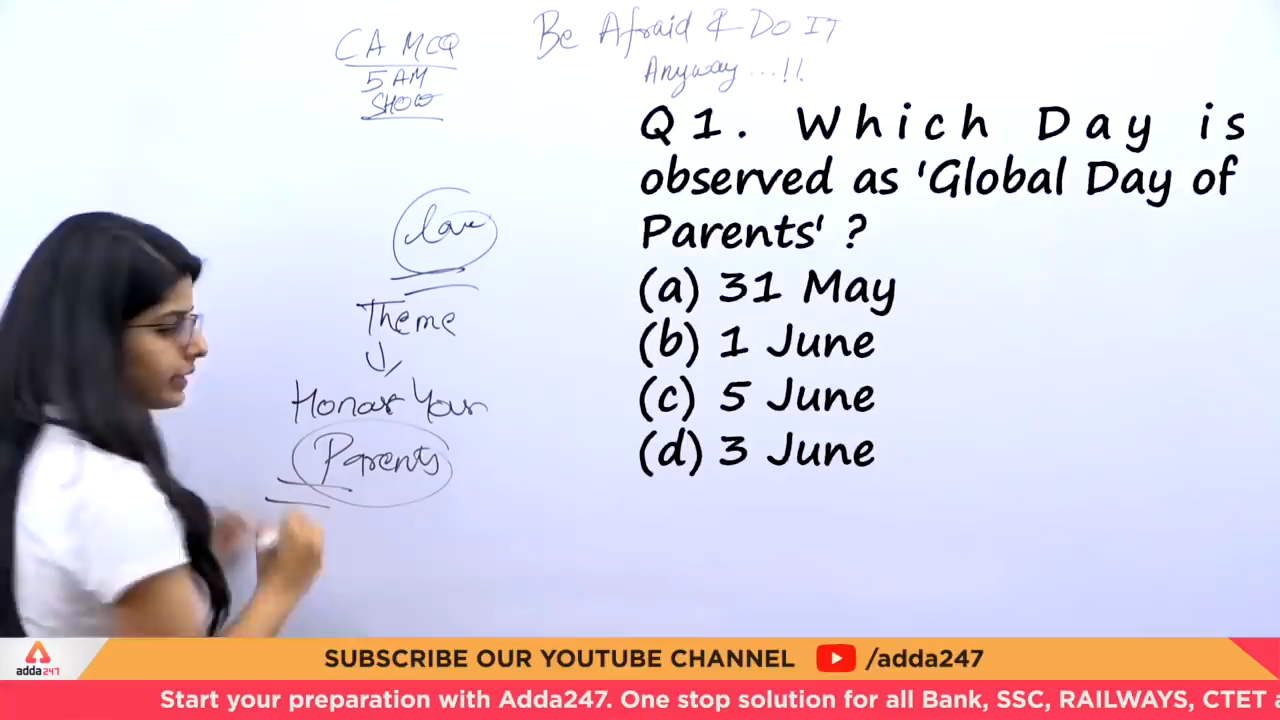 CA MCQ
5 AM
SHOW
Be Afraid & Do IT
Anyway...!!
Q1. Which Day is
observed as 'Global Day of
Parents' ?
(a) 31 May
(b) 1 June
(c) 5 June
(d) 3 June
love
Theme
Honor Your
Parents
adda247
SUBSCRIBE OUR YOUTUBE CHANNEL /adda247
Start your preparation with Adda247. One stop solution for all Bank, SSC, RAILWAYS, CTET a